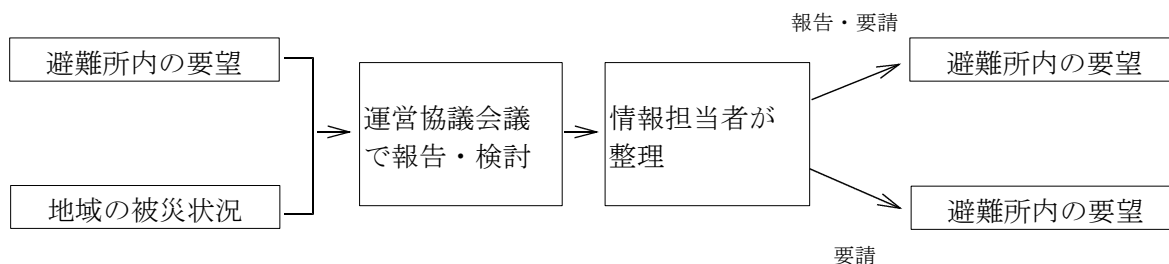 報告・要請
避難所内の要望
避難所内の要望
運営協議会議
で報告・検討
情報担当者が
整理
地域の被災状況
避難所内の要望
要請